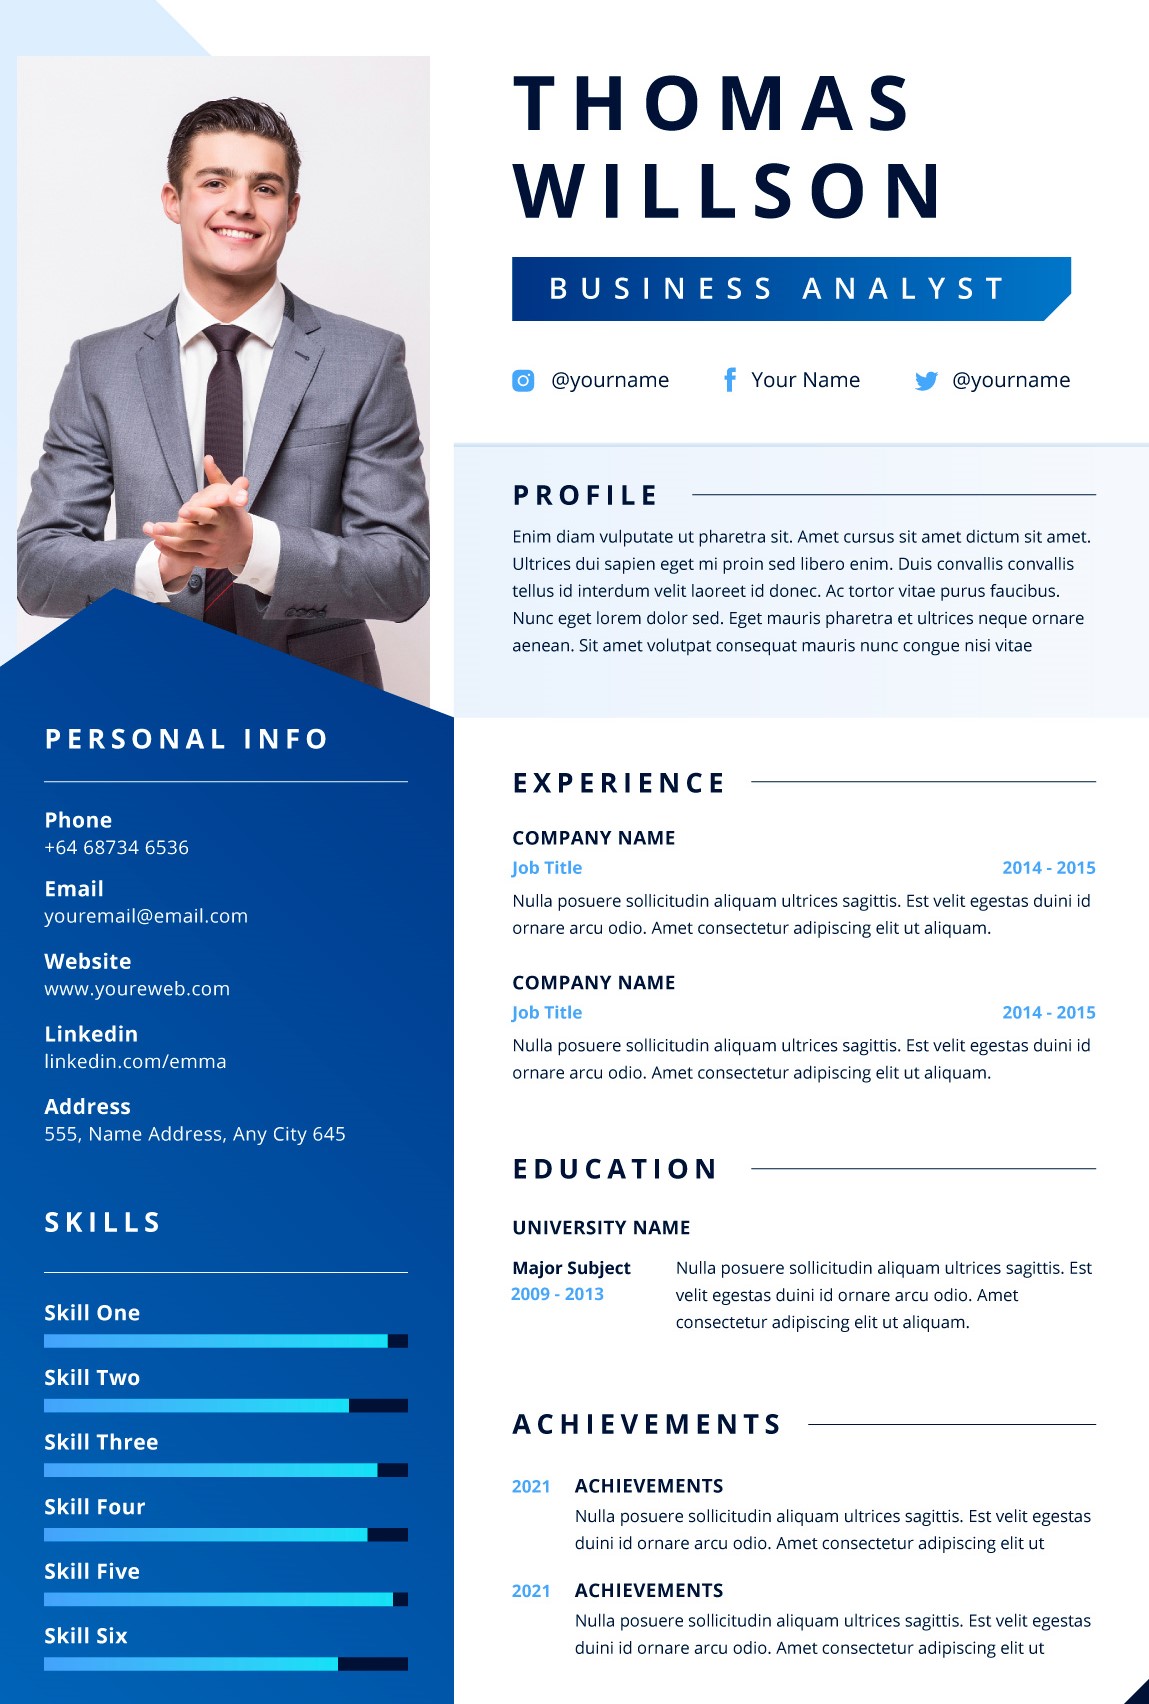 THOMAS
WILLSON
BUSINESS ANALYST
@yourname
Your Name
@yourname
PROFILE
Enim diam vulputate ut pharetra sit. Amet cursus sit amet dictum sit amet.
Ultrices dui sapien eget mi proin sed libero enim. Duis convallis convallis
tellus id interdum velit laoreet id donec. Ac tortor vitae purus faucibus.
Nunc eget lorem dolor sed. Eget mauris pharetra et ultrices neque ornare
aenean. Sit amet volutpat consequat mauris nunc congue nisi vitae
PERSONAL INFO
Phone
+64 68734 6536
Email
youremail@email.com
Website
www.youreweb.com
Linkedin
linkedin.com/emma
Address
555, Name Address, Any City 645
SKILLS
Skill One
Skill Two
Skill Three
Skill Four
Skill Five
Skill Six
EXPERIENCE
COMPANY NAME
Job Title 2014 - 2015
Nulla posuere sollicitudin aliquam ultrices sagittis. Est velit egestas duini id
ornare arcu odio. Amet consectetur adipiscing elit ut aliquam.
COMPANY NAME
Job Title 2014 - 2015
Nulla posuere sollicitudin aliquam ultrices sagittis. Est velit egestas duini id
ornare arcu odio. Amet consectetur adipiscing elit ut aliquam.
EDUCATION
UNIVERSITY NAME
Major Subject
2009 - 2013
Nulla posuere sollicitudin aliquam ultrices sagittis. Est
velit egestas duini id ornare arcu odio. Amet
consectetur adipiscing elit ut aliquam.
ACHIEVEMENTS
2021 ACHIEVEMENTS
Nulla posuere sollicitudin aliquam ultrices sagittis. Est velit egestas
duini id ornare arcu odio. Amet consectetur adipiscing elit ut
2021 ACHIEVEMENTS
Nulla posuere sollicitudin aliquam ultrices sagittis. Est velit egestas
duini id ornare arcu odio. Amet consectetur adipiscing elit ut